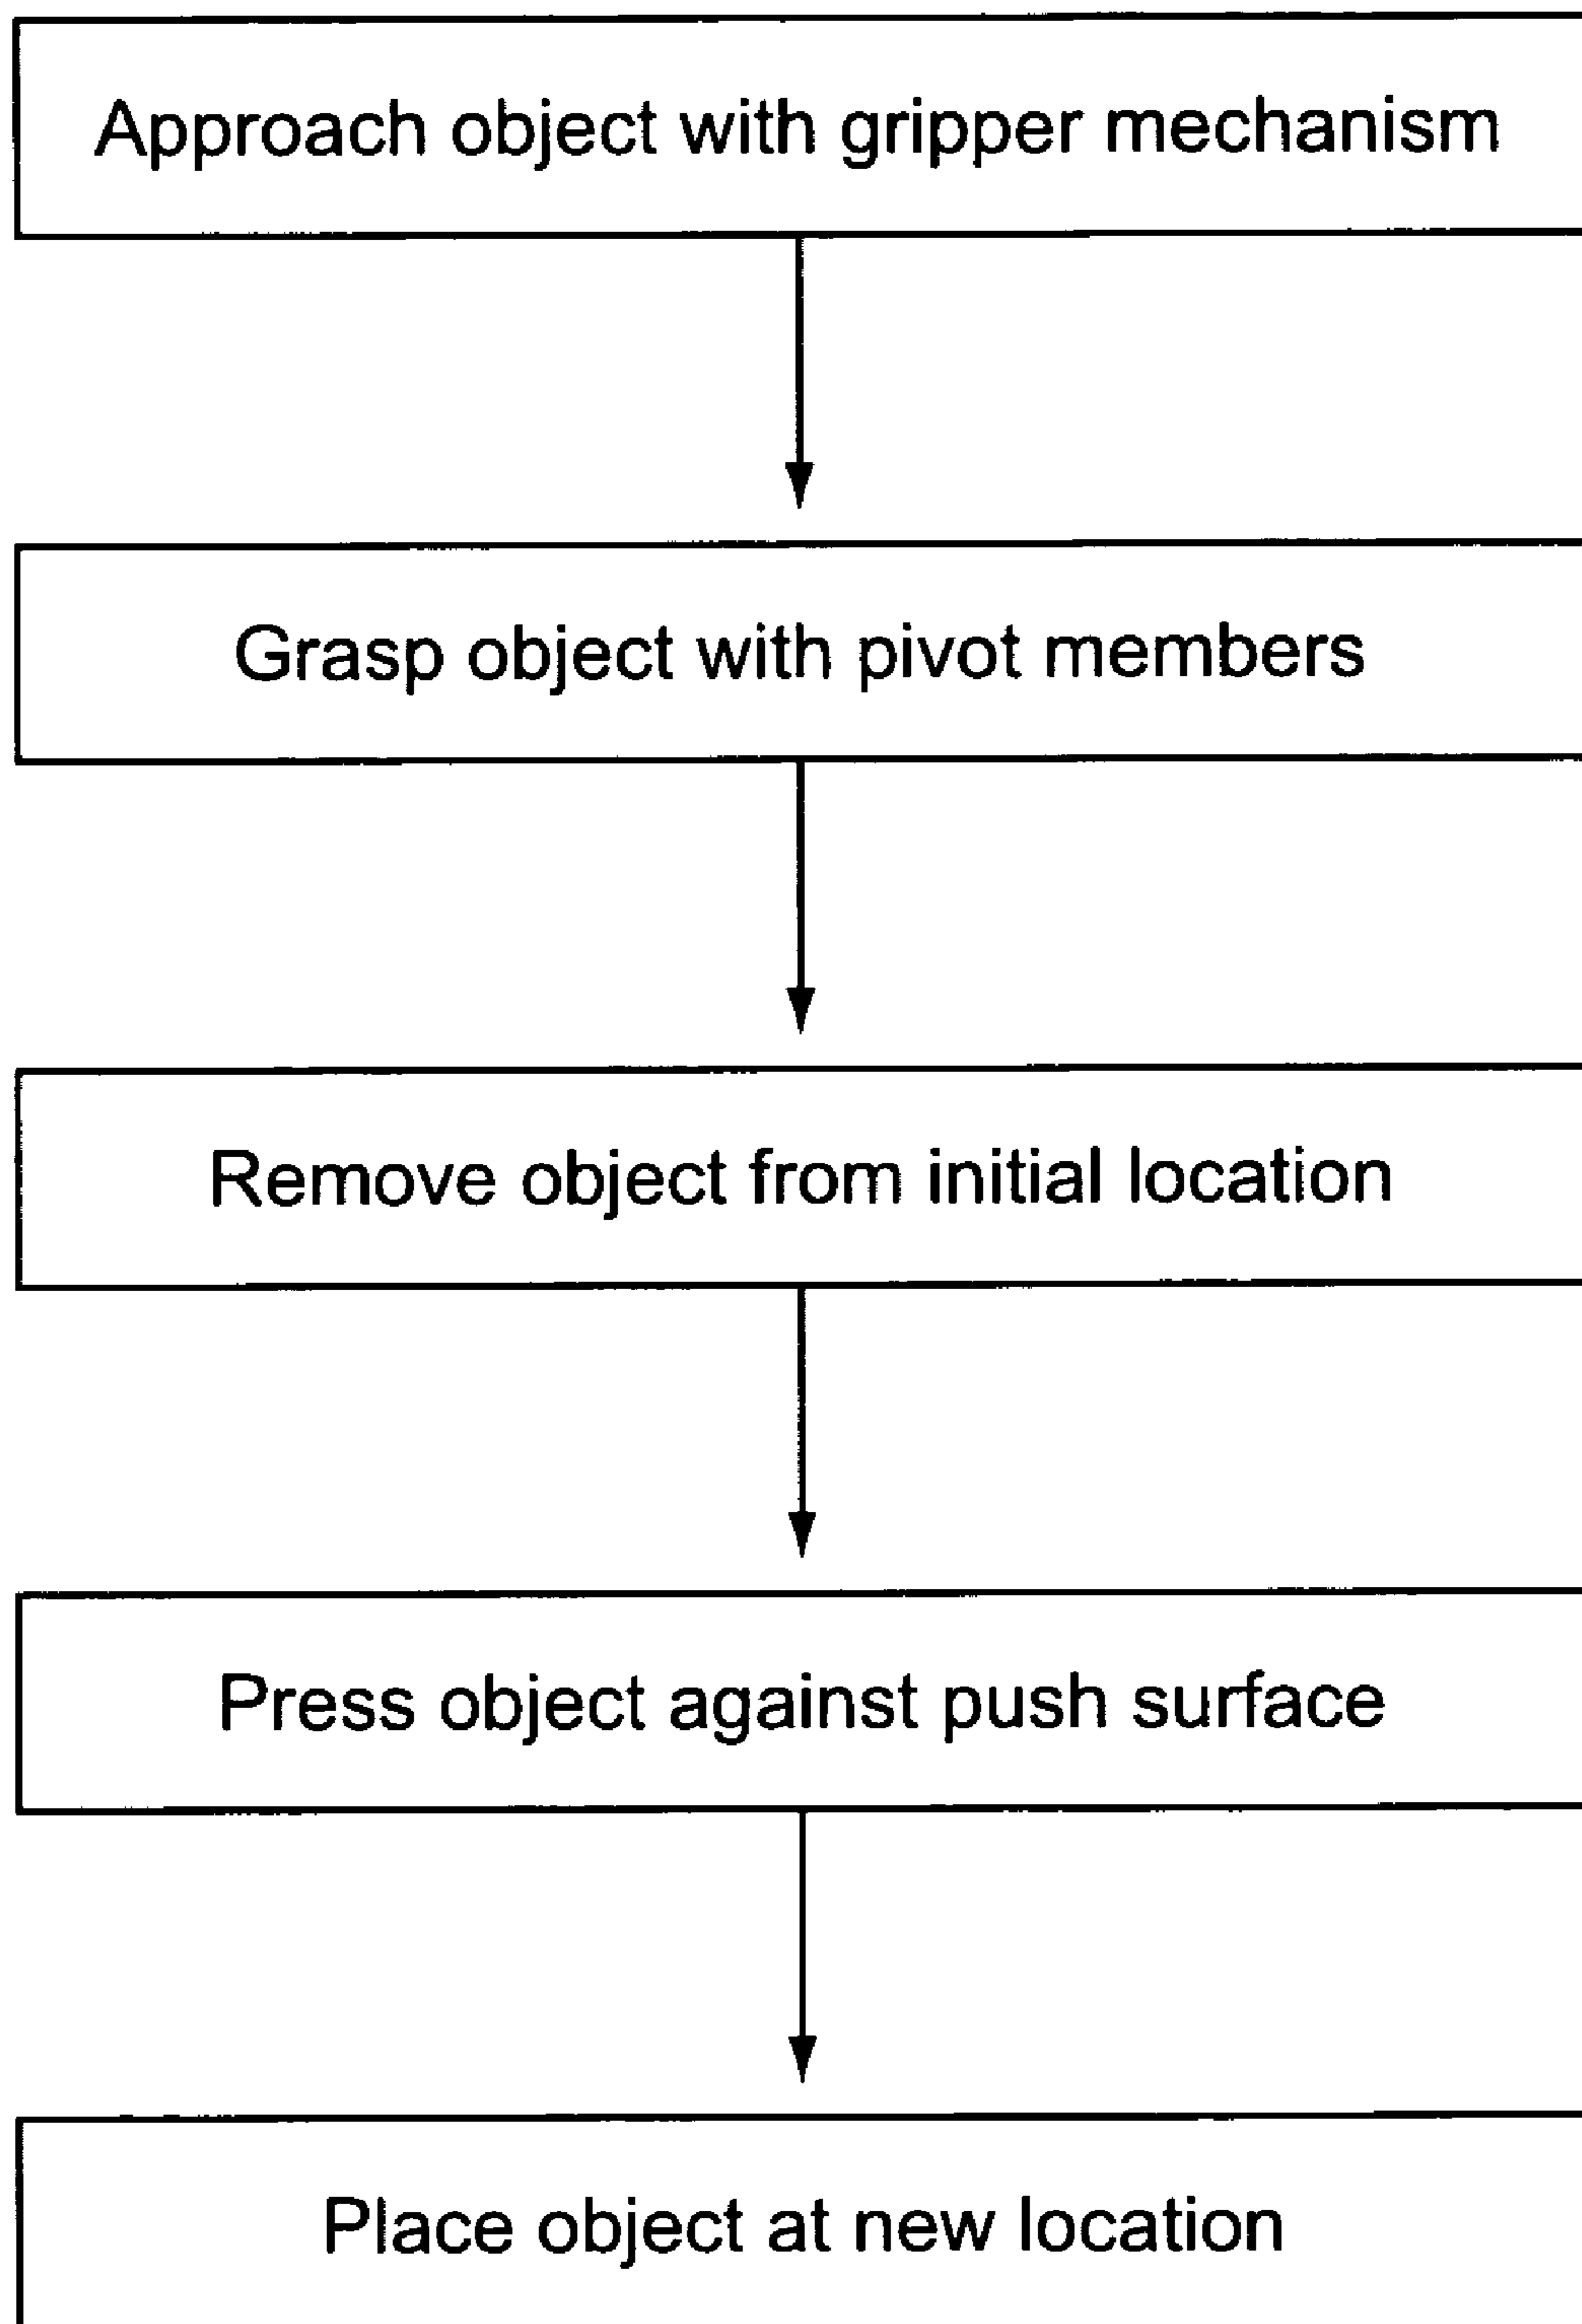 Approach object with gripper mechanism
Grasp object with pivot members
Remove object from initial location
Press object against push surface
Place object at new location